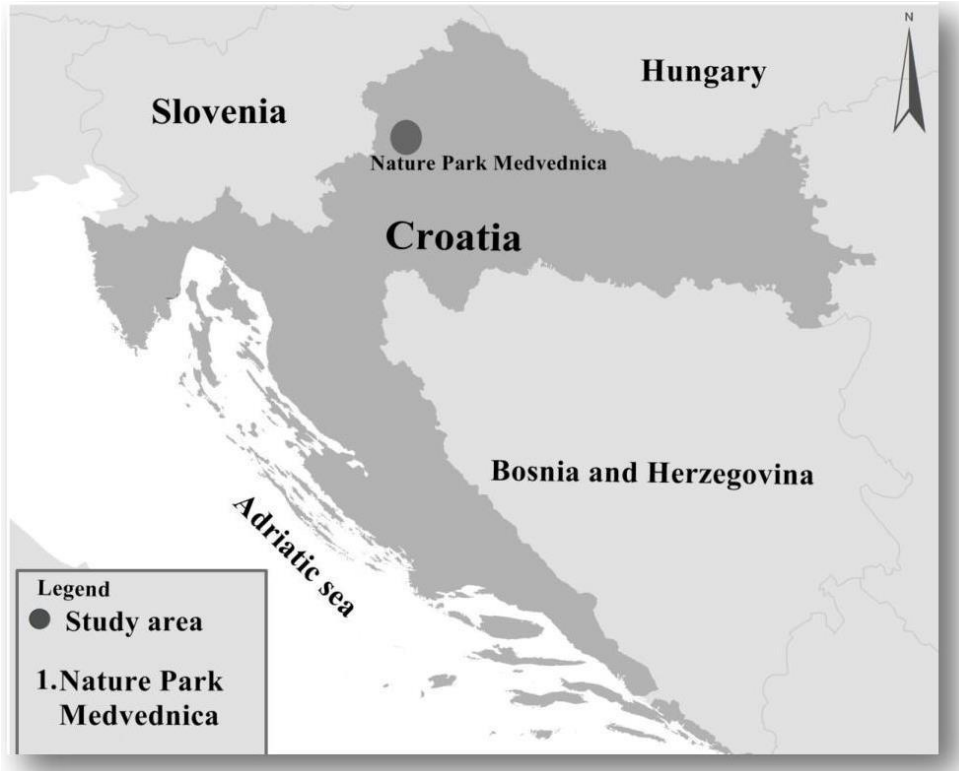 N
Hungary
Slovenia
Nature Park Medvednica
Croatia
Bosnia and Herzegovina
Adriatic sea
Legend
Study area
1.Nature Park
Medvednica